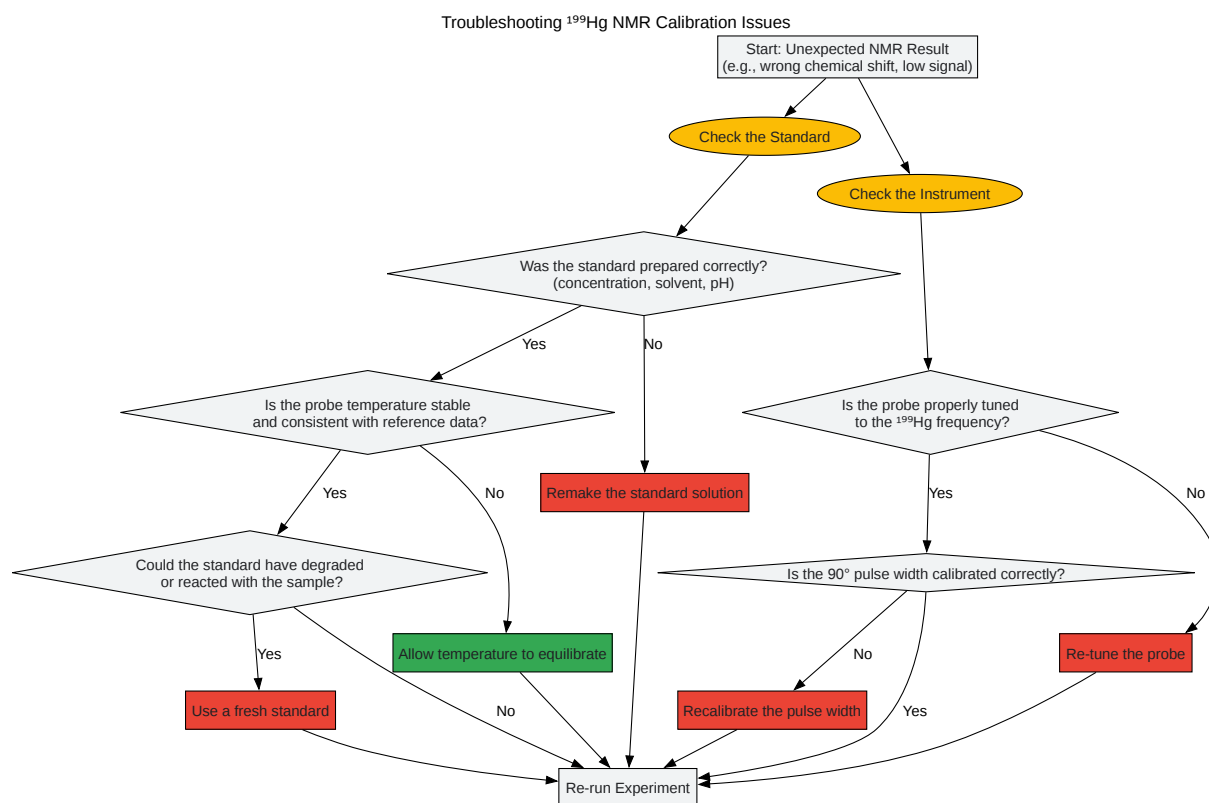 Troubleshooting ¹⁹⁹Hg NMR Calibration Issues
Start: Unexpected NMR Result
(e.g., wrong chemical shift, low signal)
Check the Standard
Check the Instrument
Was the standard prepared correctly?
(concentration, solvent, pH)
Yes
No
Is the probe temperature stable
and consistent with reference data?
Is the probe properly tuned
to the ¹⁹⁹Hg frequency?
Yes
No
Remake the standard solution
Yes
No
Could the standard have degraded
or reacted with the sample?
Is the 90° pulse width calibrated correctly?
Yes
Allow temperature to equilibrate
No
Re-tune the probe
Use a fresh standard
No
Recalibrate the pulse width
Yes
Re-run Experiment